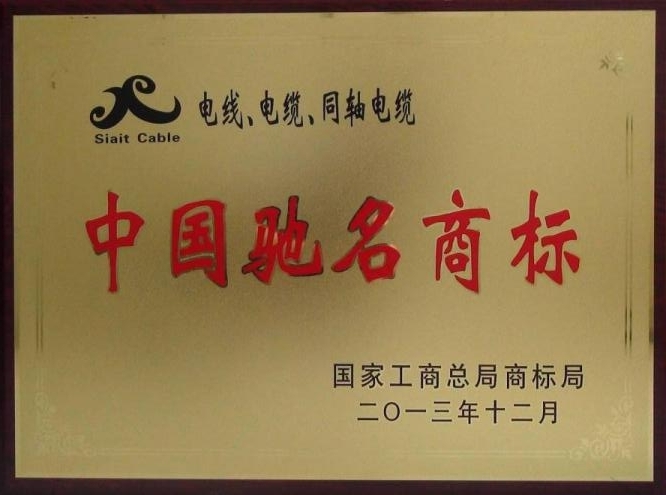 Siait Cable
电线、电缆、同轴电缆
中国驰名商标
国家工商总局商标局
二〇一三年十二月